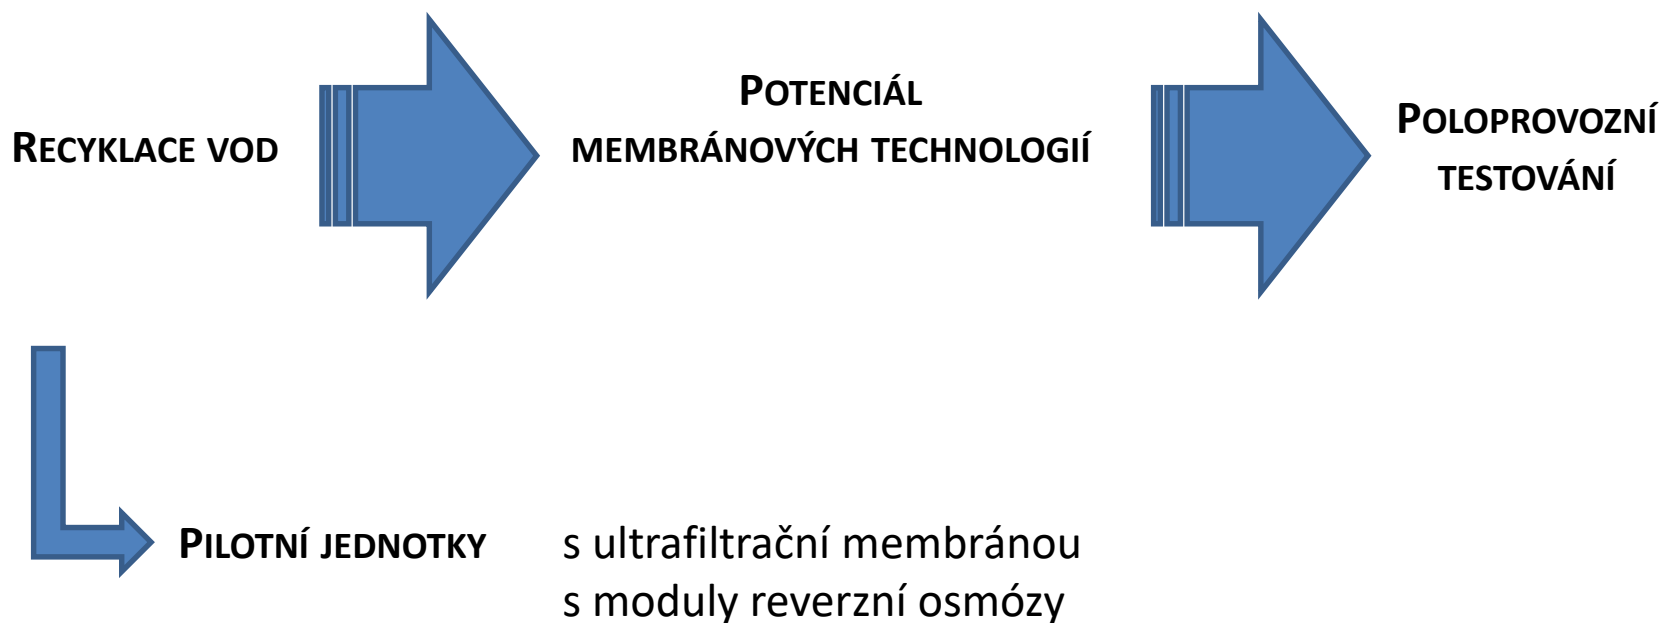 RECYKLACE VOD
POTENCIÁL
MEMBRÁNOVÝCH TECHNOLOGIÍ
POLOPROVOZNÍ
TESTOVÁNÍ
PILOTNÍ JEDNOTKY s ultrafiltrační membránou
s moduly reverzní osmózy